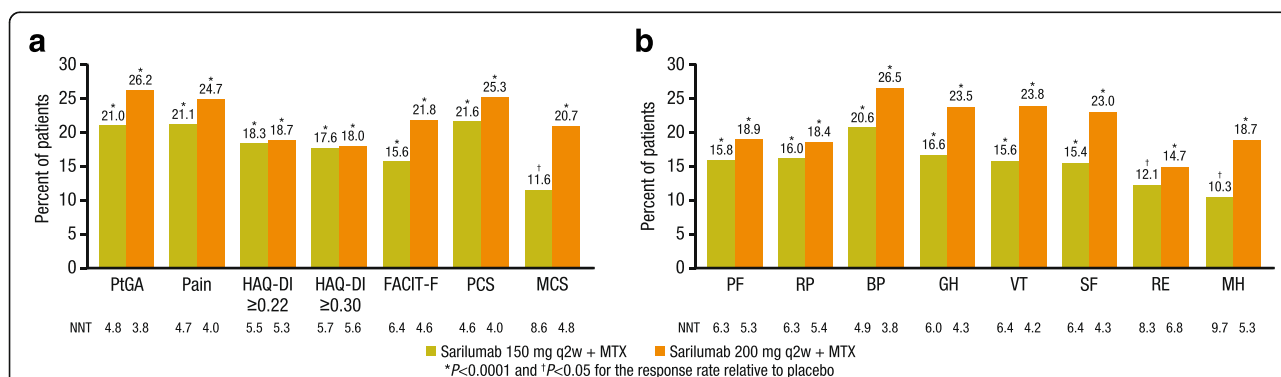 a
Percent of patients
30
25
20
15
10
5
0
* 21.0 * 26.2
* 21.1 * 24.7
* 18.3 * 18.7
* 17.6 * 18.0
* 15.6 * 21.8
* 21.6 * 25.3
† 11.6 * 20.7
PtGA Pain HAQ-DI HAQ-DI FACIT-F PCS MCS
≥0.22 ≥0.30
NNT 4.8 3.8 4.7 4.0 5.5 5.3 5.7 5.6 6.4 4.6 4.6 4.0 8.6 4.8
b
Percent of patients
30
25
20
15
10
5
0
* 15.8 * 18.9
* 16.0 * 18.4
* 20.6 * 26.5
* 16.6 * 23.5
* 15.6 * 23.8
* 15.4 * 23.0
† 12.1 * 14.7
† 10.3 * 18.7
PF RP BP GH VT SF RE MH
NNT 6.3 5.3 6.3 5.4 4.9 3.8 6.0 4.3 6.4 4.2 6.4 4.3 8.3 6.8 9.7 5.3
Sarilumab 150 mg q2w + MTX Sarilumab 200 mg q2w + MTX
*P<0.0001 and †P<0.05 for the response rate relative to placebo